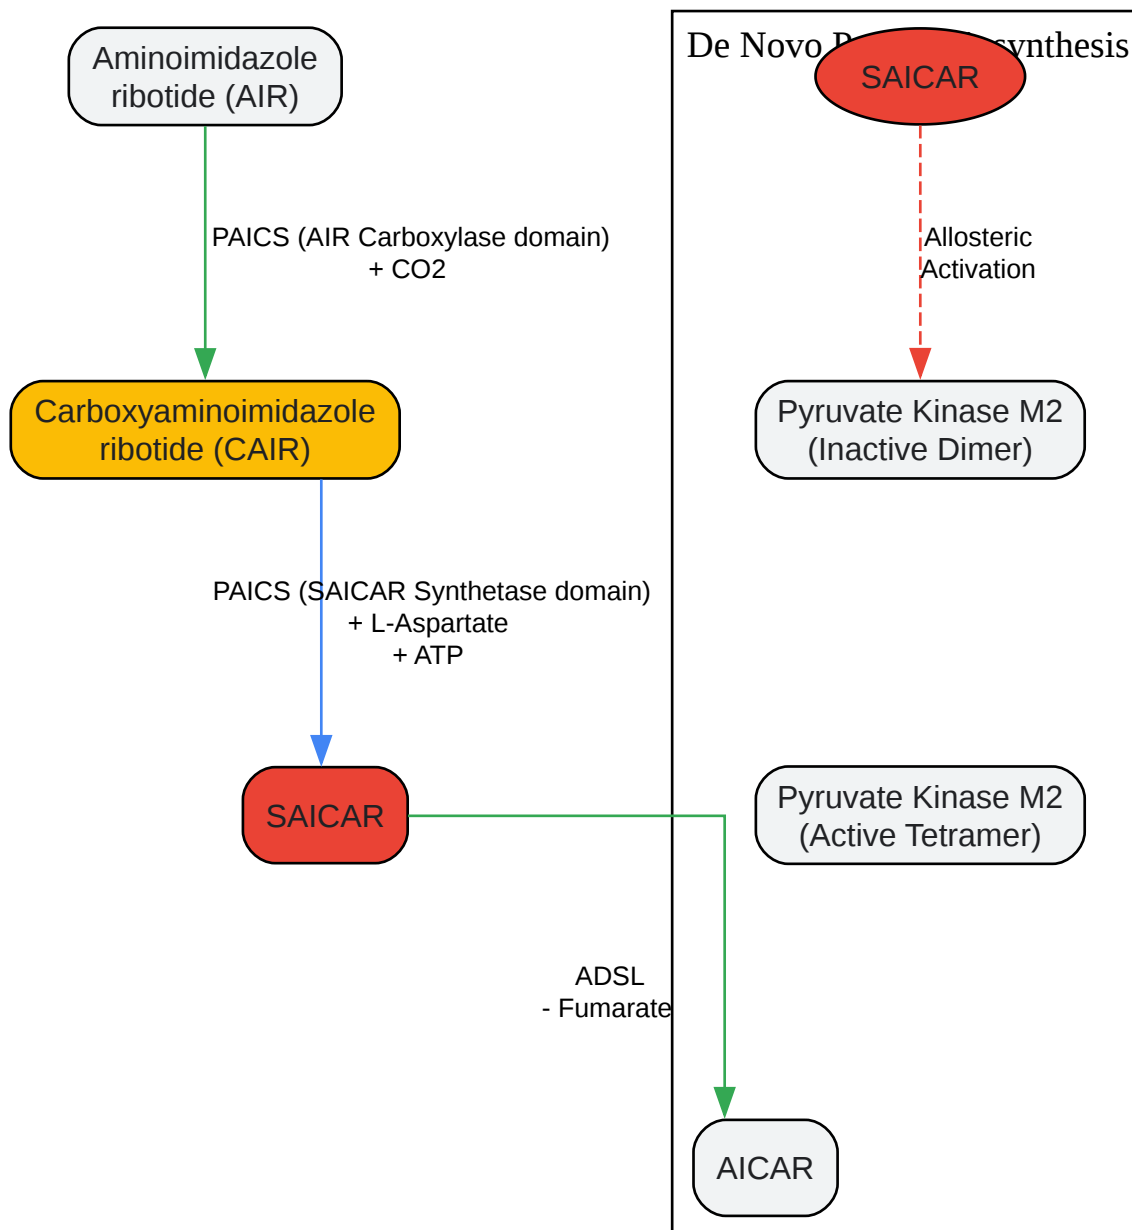 Aminoimidazole
ribotide (AIR)
PAICS (AIR Carboxylase domain)
+ CO2
Carboxyaminoimidazole
ribotide (CAIR)
PAICS (SAICAR Synthetase domain)
+ L-Aspartate
+ ATP
SAICAR
ADSL
- Fumarate
De Novo
SAICAR
Allosteric
Activation
Pyruvate Kinase M2
(Inactive Dimer)
Pyruvate Kinase M2
(Active Tetramer)
AICAR